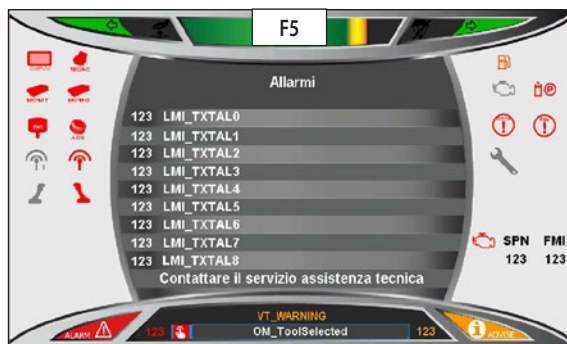 F5
Allarmi
123 LMI_TXTAL0
123 LMI_TXTAL1
123 LMI_TXTAL2
123 LMI_TXTAL3
123 LMI_TXTAL4
123 LMI_TXTAL5
123 LMI_TXTAL6
123 LMI_TXTAL7
123 LMI_TXTAL8
Contattare il servizio assistenza tecnica
SPN FMI
123 123
VT_WARNING
ALARM 123 OM_ToolSelected 123 ADVISE